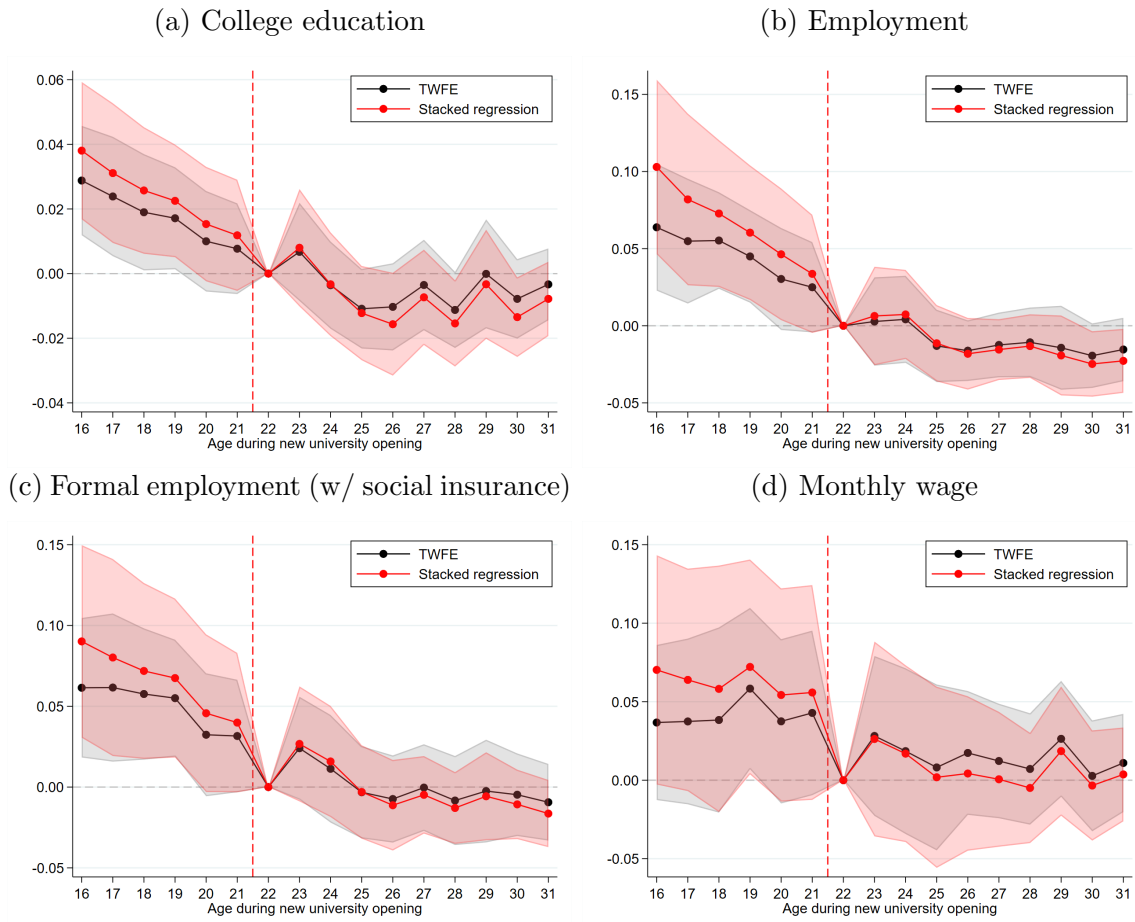 (a) College education
0.06
0.04
0.02
0.00
-0.02
-0.04
TWFE
Stacked regression
16 17 18 19 20 21 22 23 24 25 26 27 28 29 30 31
Age during new university opening
(b) Employment
0.15
0.10
0.05
0.00
-0.05
TWFE
Stacked regression
16 17 18 19 20 21 22 23 24 25 26 27 28 29 30 31
Age during new university opening
(c) Formal employment (w/ social insurance)
0.15
0.10
0.05
0.00
-0.05
TWFE
Stacked regression
16 17 18 19 20 21 22 23 24 25 26 27 28 29 30 31
Age during new university opening
(d) Monthly wage
0.15
0.10
0.05
0.00
-0.05
TWFE
Stacked regression
16 17 18 19 20 21 22 23 24 25 26 27 28 29 30 31
Age during new university opening